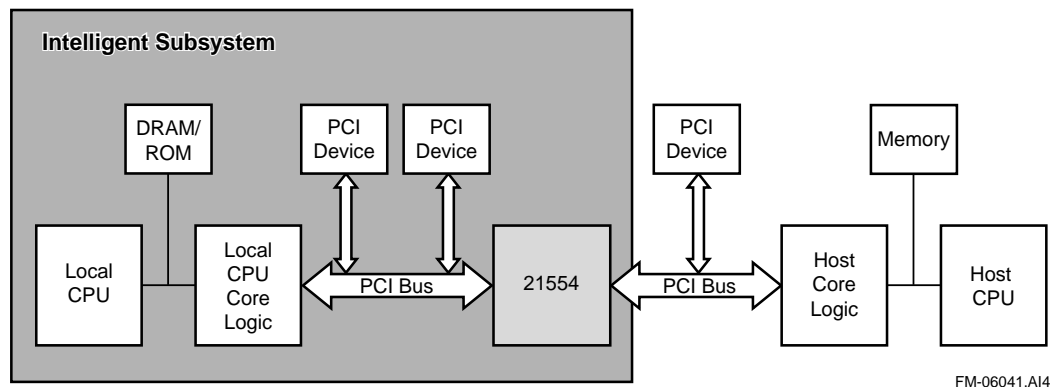 Intelligent Subsystem
DRAM/
ROM
PCI
Device
PCI
Device
PCI
Device
Memory
Local
CPU
Local
CPU
Core
Logic
PCI Bus
21554
PCI Bus
Host
Core
Logic
Host
CPU
FM-06041.AI4